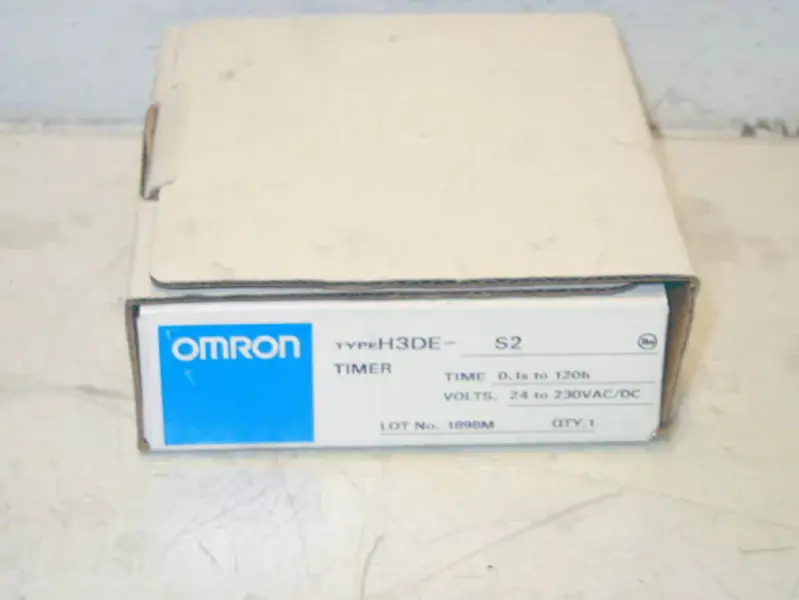 OMRON
TYPE H3DE- S2
TIMER
TIME 0.1s to 120h
VOLTS. 24 to 230VAC/DC
LOT No. 1898M QTY.1